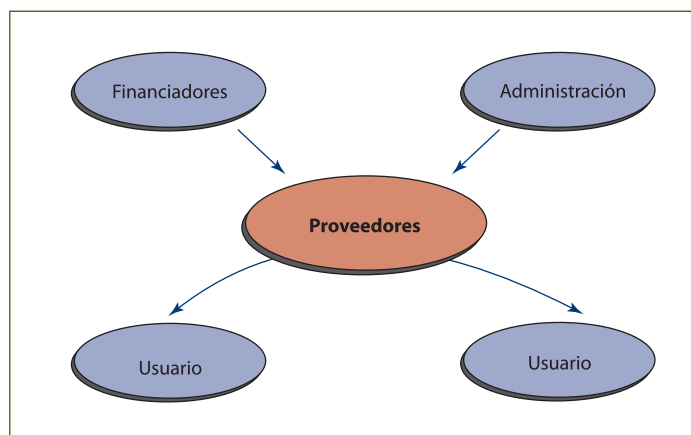 Financiadores
Administración
Proveedores
Usuario
Usuario